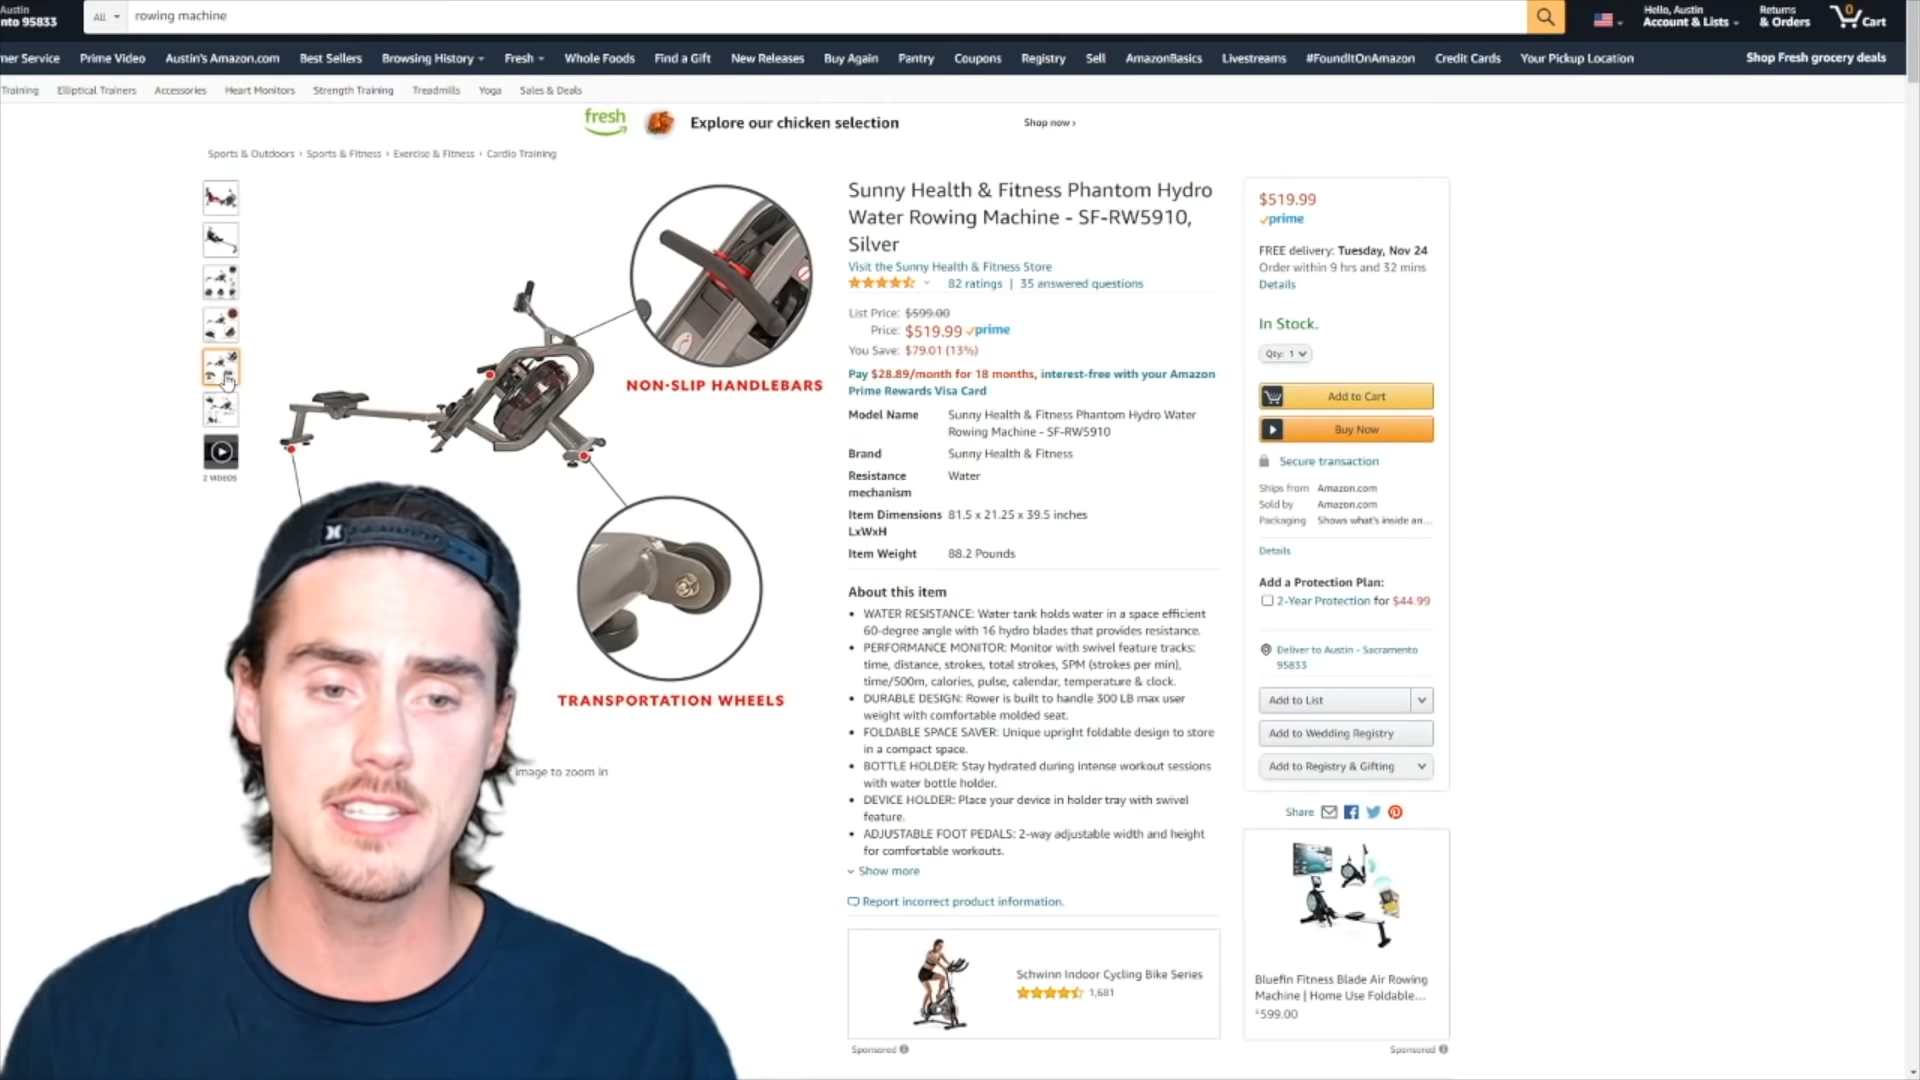 Austin
nto 95833
All
rowing machine
Hello, Austin
Account & Lists
Returns
& Orders
0
Cart
mer Service
Prime Video
Austin's Amazon.com
Best Sellers
Browsing History
Fresh
Whole Foods
Find a Gift
New Releases
Buy Again
Pantry
Coupons
Registry
Sell
AmazonBasics
Livestreams
#FoundItOnAmazon
Credit Cards
Your Pickup Location
Shop Fresh grocery deals
Training
Elliptical Trainers
Accessories
Heart Monitors
Strength Training
Treadmills
Yoga
Sales & Deals
fresh
Explore our chicken selection
Shop now ›
Sports & Outdoors › Sports & Fitness › Exercise & Fitness › Cardio Training
2 VIDEOS
NON-SLIP HANDLEBARS
TRANSPORTATION WHEELS
image to zoom in
Sunny Health & Fitness Phantom Hydro
Water Rowing Machine - SF-RW5910,
Silver
Visit the Sunny Health & Fitness Store
82 ratings | 35 answered questions
List Price: $599.00
Price: $519.99 prime
You Save: $79.01 (13%)
Pay $28.89/month for 18 months, interest-free with your Amazon
Prime Rewards Visa Card
Model Name Sunny Health & Fitness Phantom Hydro Water
Rowing Machine - SF-RW5910
Brand Sunny Health & Fitness
Resistance Water
mechanism
Item Dimensions 81.5 x 21.25 x 39.5 inches
LxWxH
Item Weight 88.2 Pounds
About this item
• WATER RESISTANCE: Water tank holds water in a space efficient
60-degree angle with 16 hydro blades that provides resistance.
• PERFORMANCE MONITOR: Monitor with swivel feature tracks:
time, distance, strokes, total strokes, SPM (strokes per min),
time/500m, calories, pulse, calendar, temperature & clock.
• DURABLE DESIGN: Rower is built to handle 300 LB max user
weight with comfortable molded seat.
• FOLDABLE SPACE SAVER: Unique upright foldable design to store
in a compact space.
• BOTTLE HOLDER: Stay hydrated during intense workout sessions
with water bottle holder.
• DEVICE HOLDER: Place your device in holder tray with swivel
feature.
• ADJUSTABLE FOOT PEDALS: 2-way adjustable width and height
for comfortable workouts.
Show more
Report incorrect product information.
Schwinn Indoor Cycling Bike Series
1,681
Sponsored
$519.99
prime
FREE delivery: Tuesday, Nov 24
Order within 9 hrs and 32 mins
Details
In Stock.
Qty: 1
Add to Cart
Buy Now
Secure transaction
Ships from Amazon.com
Sold by Amazon.com
Packaging Shows what's inside an...
Details
Add a Protection Plan:
2-Year Protection for $44.99
Deliver to Austin - Sacramento
95833
Add to List
Add to Wedding Registry
Add to Registry & Gifting
Share
Bluefin Fitness Blade Air Rowing
Machine | Home Use Foldable...
$599.00
Sponsored